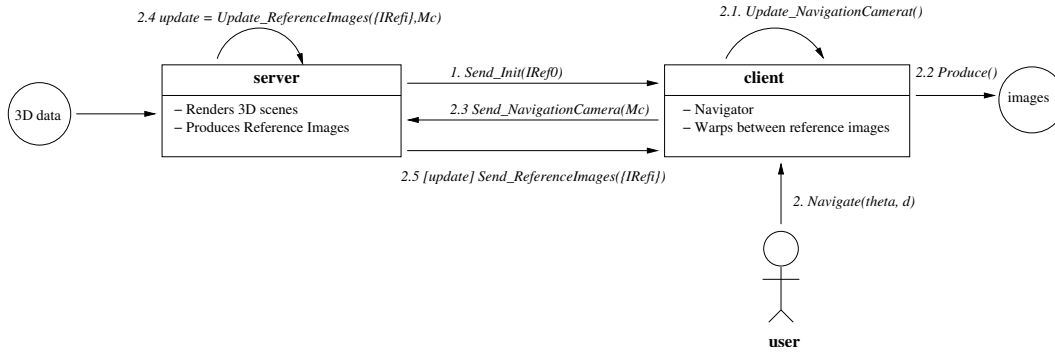 2.4 update = Update_ReferenceImages({IRefi},Mc)
2.1. Update_NavigationCamerat()
server
1. Send_Init(IRef0)
client
2.2 Produce()
3D data
− Renders 3D scenes
− Produces Reference Images
2.3 Send_NavigationCamera(Mc)
− Navigator
− Warps between reference images
images
2.5 [update] Send_ReferenceImages({IRefi})
2. Navigate(theta, d)
user